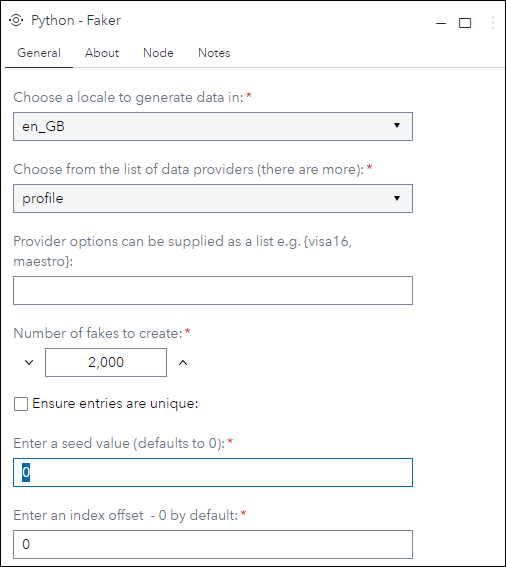 Python - Faker
General About Node Notes
Choose a locale to generate data in:*
en_GB
Choose from the list of data providers (there are more):*
profile
Provider options can be supplied as a list e.g. {visa16,
maestro}:
Number of fakes to create:*
2,000
Ensure entries are unique:
Enter a seed value (defaults to 0):*
0
Enter an index offset  - 0 by default:*
0